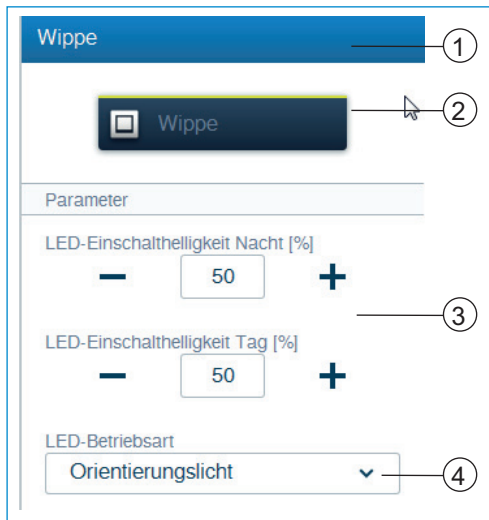 Wippe
1
Wippe
2
Parameter
LED-Einschalthelligkeit Nacht [%]
50
3
LED-Einschalthelligkeit Tag [%]
50
LED-Betriebsart
Orientierungslicht
4